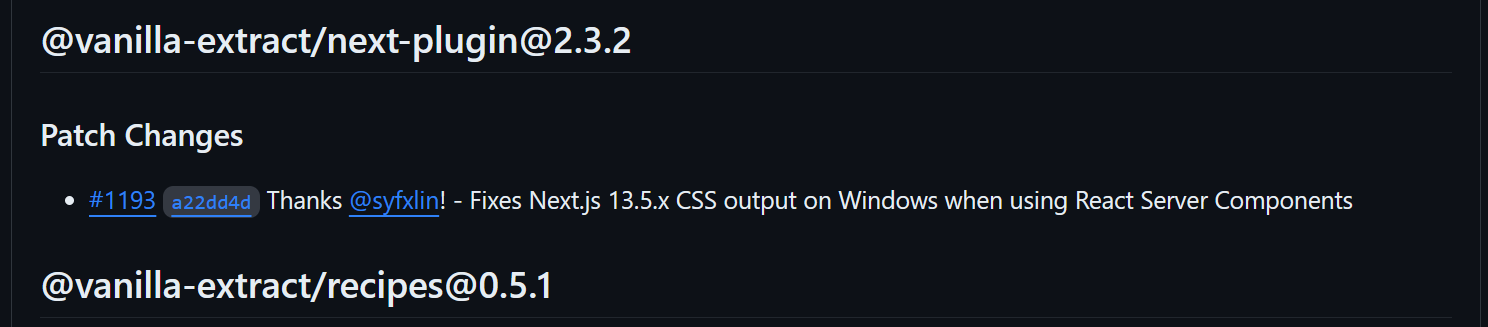 @vanilla-extract/next-plugin@2.3.2
Patch Changes
#1193 a22dd4d Thanks @syfxlin! - Fixes Next.js 13.5.x CSS output on Windows when using React Server Components
@vanilla-extract/recipes@0.5.1